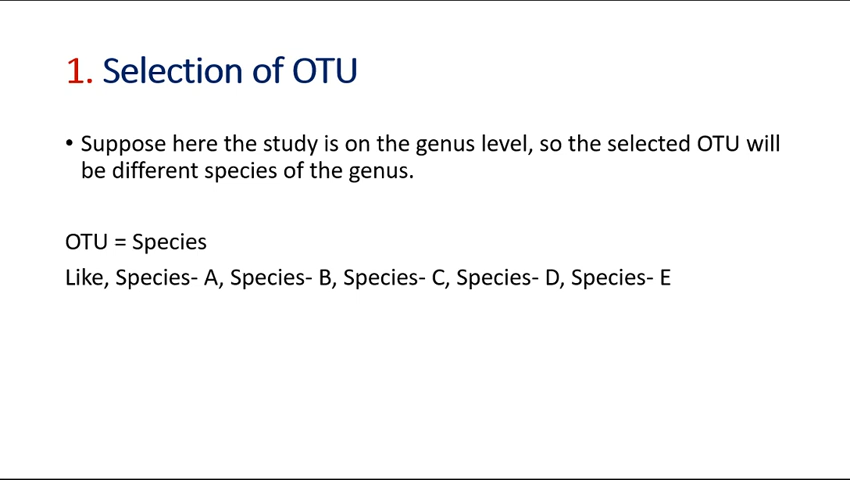 1. Selection of OTU
• Suppose here the study is on the genus level, so the selected OTU will
be different species of the genus.
OTU = Species
Like, Species- A, Species- B, Species- C, Species- D, Species- E